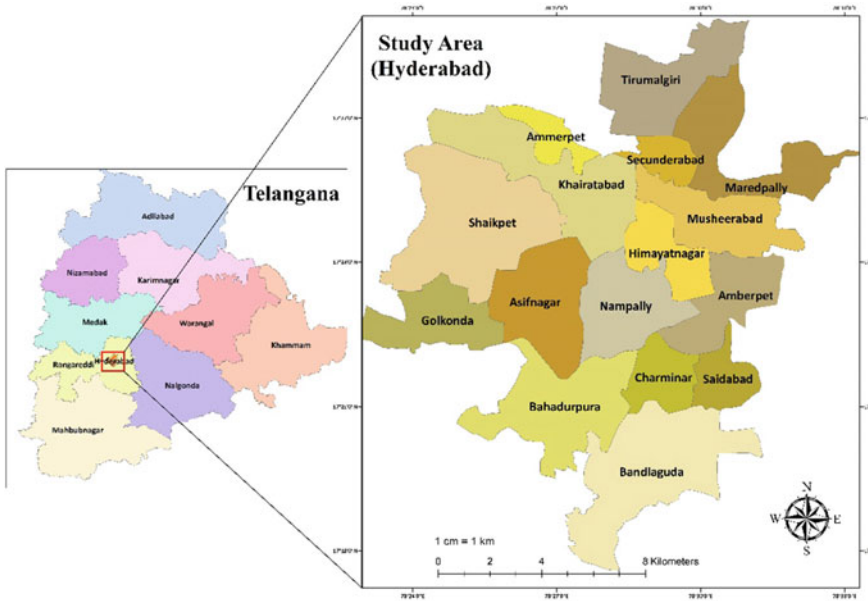 Study Area
(Hyderabad)
Tirumalgiri
Ammerpet
Secunderabad
Khairatabad
Maredpally
Musheerabad
Shaikpet
Himayatnagar
Asifnagar
Nampally
Amberpet
Golkonda
Charminar
Saidabad
Bahadurpura
Bandlaguda
N
W
E
S
1 cm = 1 km
0 2 4 8 Kilometers
Telangana
Adilabad
Nizamabad
Karimnagar
Medak
Warangal
Rangareddi
Hyderabad
Khammam
Nalgonda
Mahbubnagar